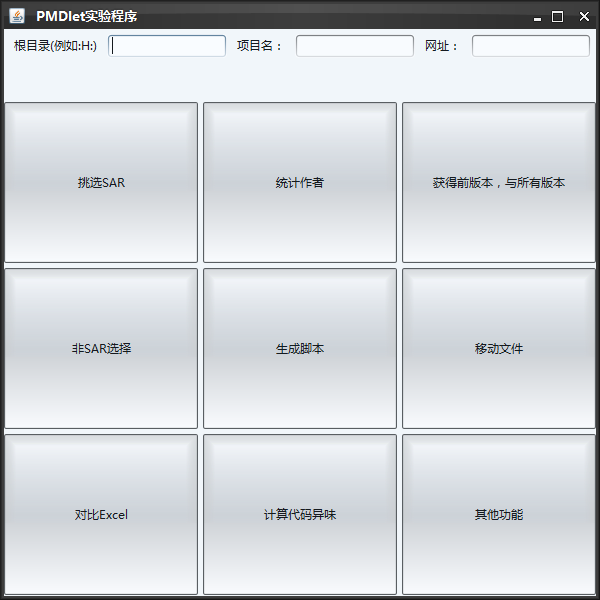 PMDlet实验程序
根目录(例如:H:) 项目名： 网址：
挑选SAR 统计作者 获得前版本，与所有版本
非SAR选择 生成脚本 移动文件
对比Excel 计算代码异味 其他功能